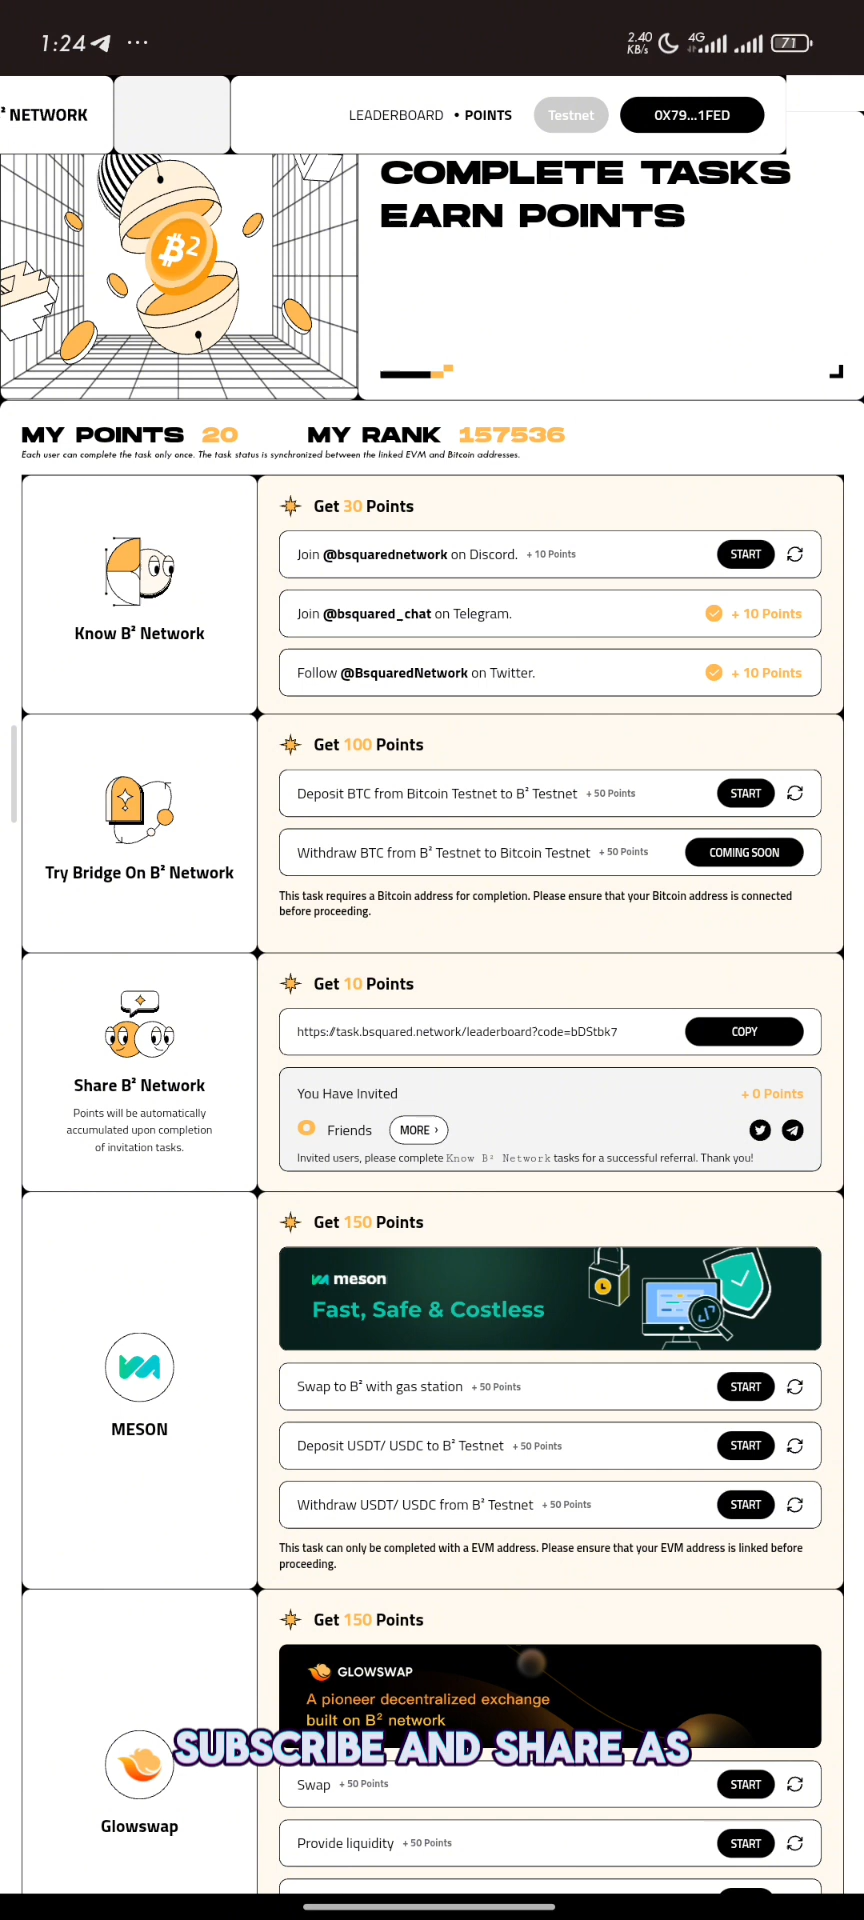 1:24 ··· 2.40 KB/s 4G 71
² NETWORK LEADERBOARD • POINTS Testnet 0X79...1FED
COMPLETE TASKS
EARN POINTS
MY POINTS 20 MY RANK 157536
Each user can complete the task only once. The task status is synchronized between the linked EVM and Bitcoin addresses.
Know B² Network
Get 30 Points
Join @bsquarednetwork on Discord. + 10 Points START
Join @bsquared_chat on Telegram. + 10 Points
Follow @BsquaredNetwork on Twitter. + 10 Points
Try Bridge On B² Network
Get 100 Points
Deposit BTC from Bitcoin Testnet to B² Testnet + 50 Points START
Withdraw BTC from B² Testnet to Bitcoin Testnet + 50 Points COMING SOON
This task requires a Bitcoin address for completion. Please ensure that your Bitcoin address is connected
before proceeding.
Share B² Network
Points will be automatically
accumulated upon completion
of invitation tasks.
Get 10 Points
https://task.bsquared.network/leaderboard?code=bDStbk7 COPY
You Have Invited + 0 Points
0 Friends MORE ›
Invited users, please complete Know B² Network tasks for a successful referral. Thank you!
MESON
Get 150 Points
meson
Fast, Safe & Costless
Swap to B² with gas station + 50 Points START
Deposit USDT/ USDC to B² Testnet + 50 Points START
Withdraw USDT/ USDC from B² Testnet + 50 Points START
This task can only be completed with a EVM address. Please ensure that your EVM address is linked before
proceeding.
Glowswap
Get 150 Points
GLOWSWAP
A pioneer decentralized exchange
built on B² network
SUBSCRIBE AND SHARE AS
Swap + 50 Points START
Provide liquidity + 50 Points START